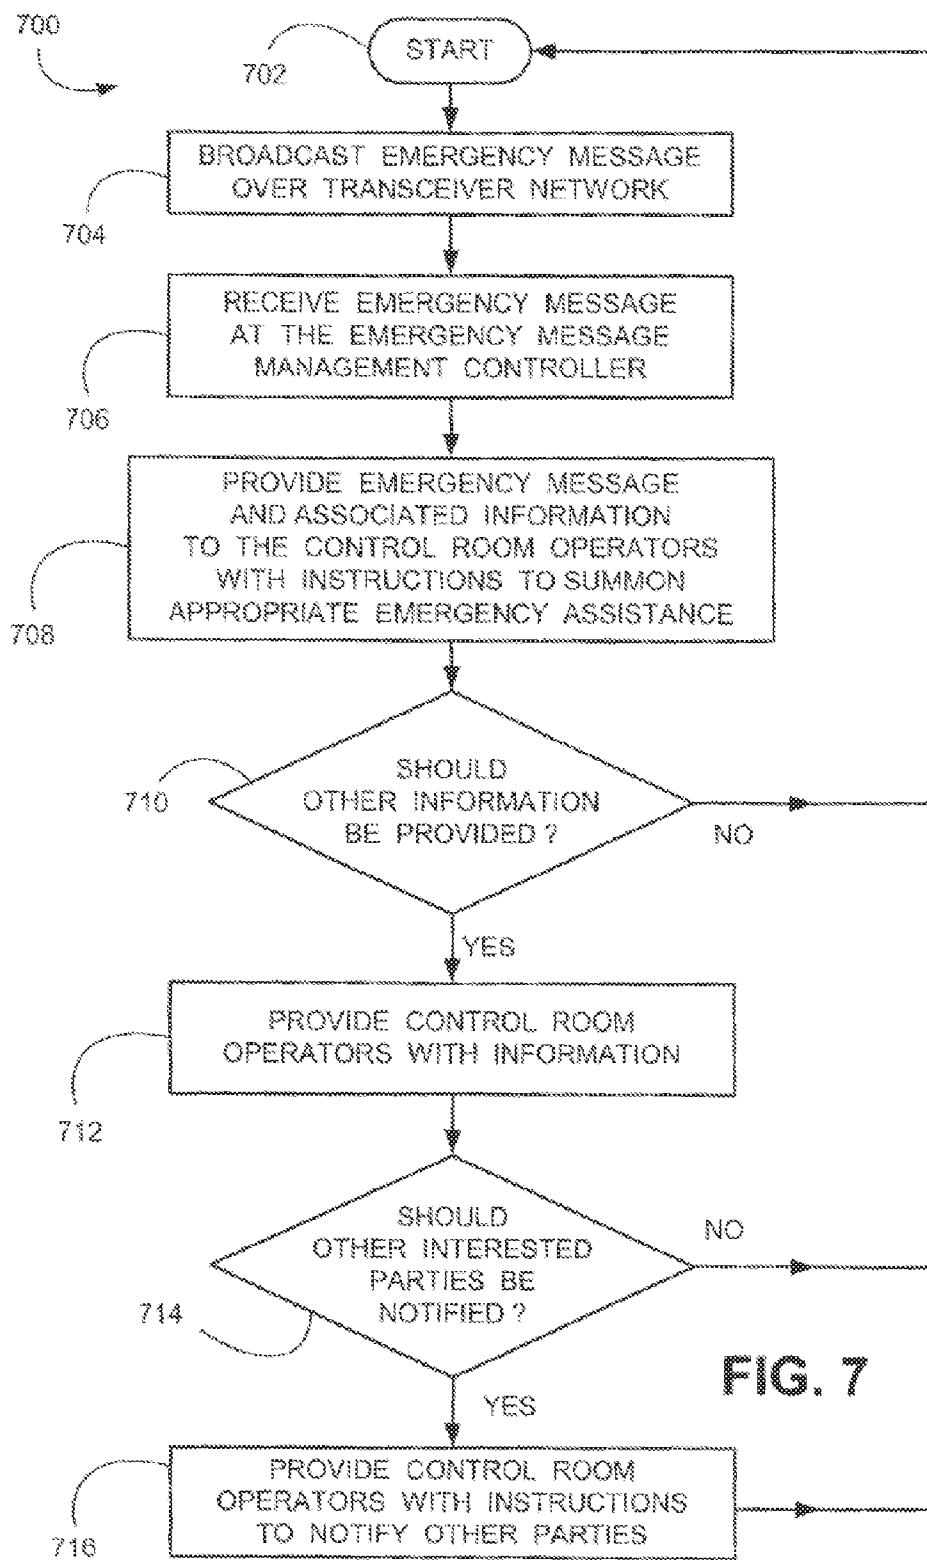 700
702
START
BROADCAST EMERGENCY MESSAGE
OVER TRANSCEIVER NETWORK
704
RECEIVE EMERGENCY MESSAGE
AT THE EMERGENCY MESSAGE
MANAGEMENT CONTROLLER
706
PROVIDE EMERGENCY MESSAGE
AND ASSOCIATED INFORMATION
TO THE CONTROL ROOM OPERATORS
WITH INSTRUCTIONS TO SUMMON
APPROPRIATE EMERGENCY ASSISTANCE
708
SHOULD
OTHER INFORMATION
BE PROVIDED ?
710
NO
YES
PROVIDE CONTROL ROOM
OPERATORS WITH INFORMATION
712
SHOULD
OTHER INTERESTED
PARTIES BE
NOTIFIED ?
714
NO
FIG. 7
YES
PROVIDE CONTROL ROOM
OPERATORS WITH INSTRUCTIONS
TO NOTIFY OTHER PARTIES
716